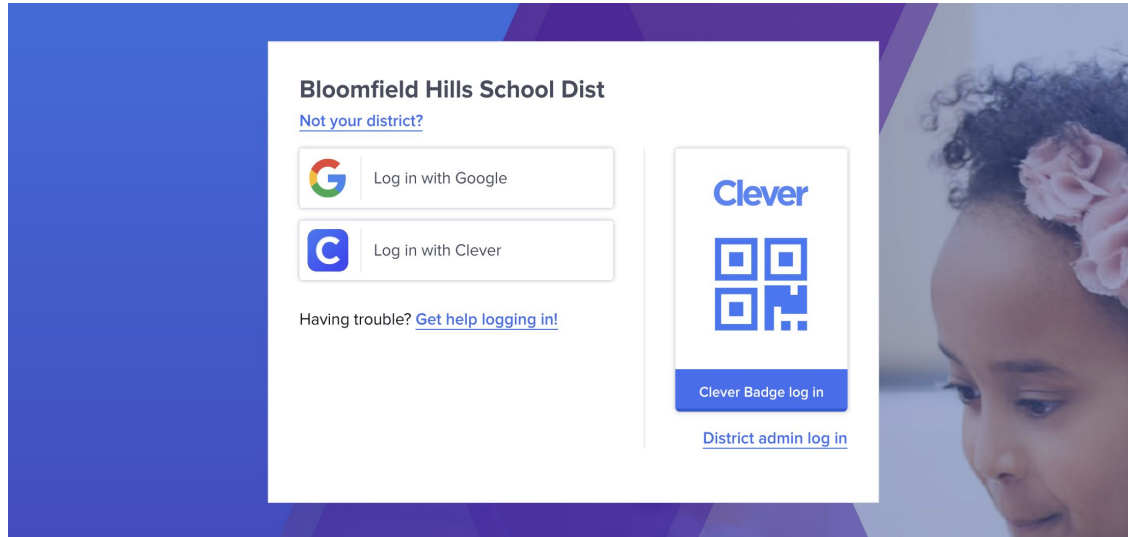 Bloomfield Hills School Dist
Not your district?
Log in with Google
Log in with Clever
Having trouble? Get help logging in!
Clever
Clever Badge log in
District admin log in